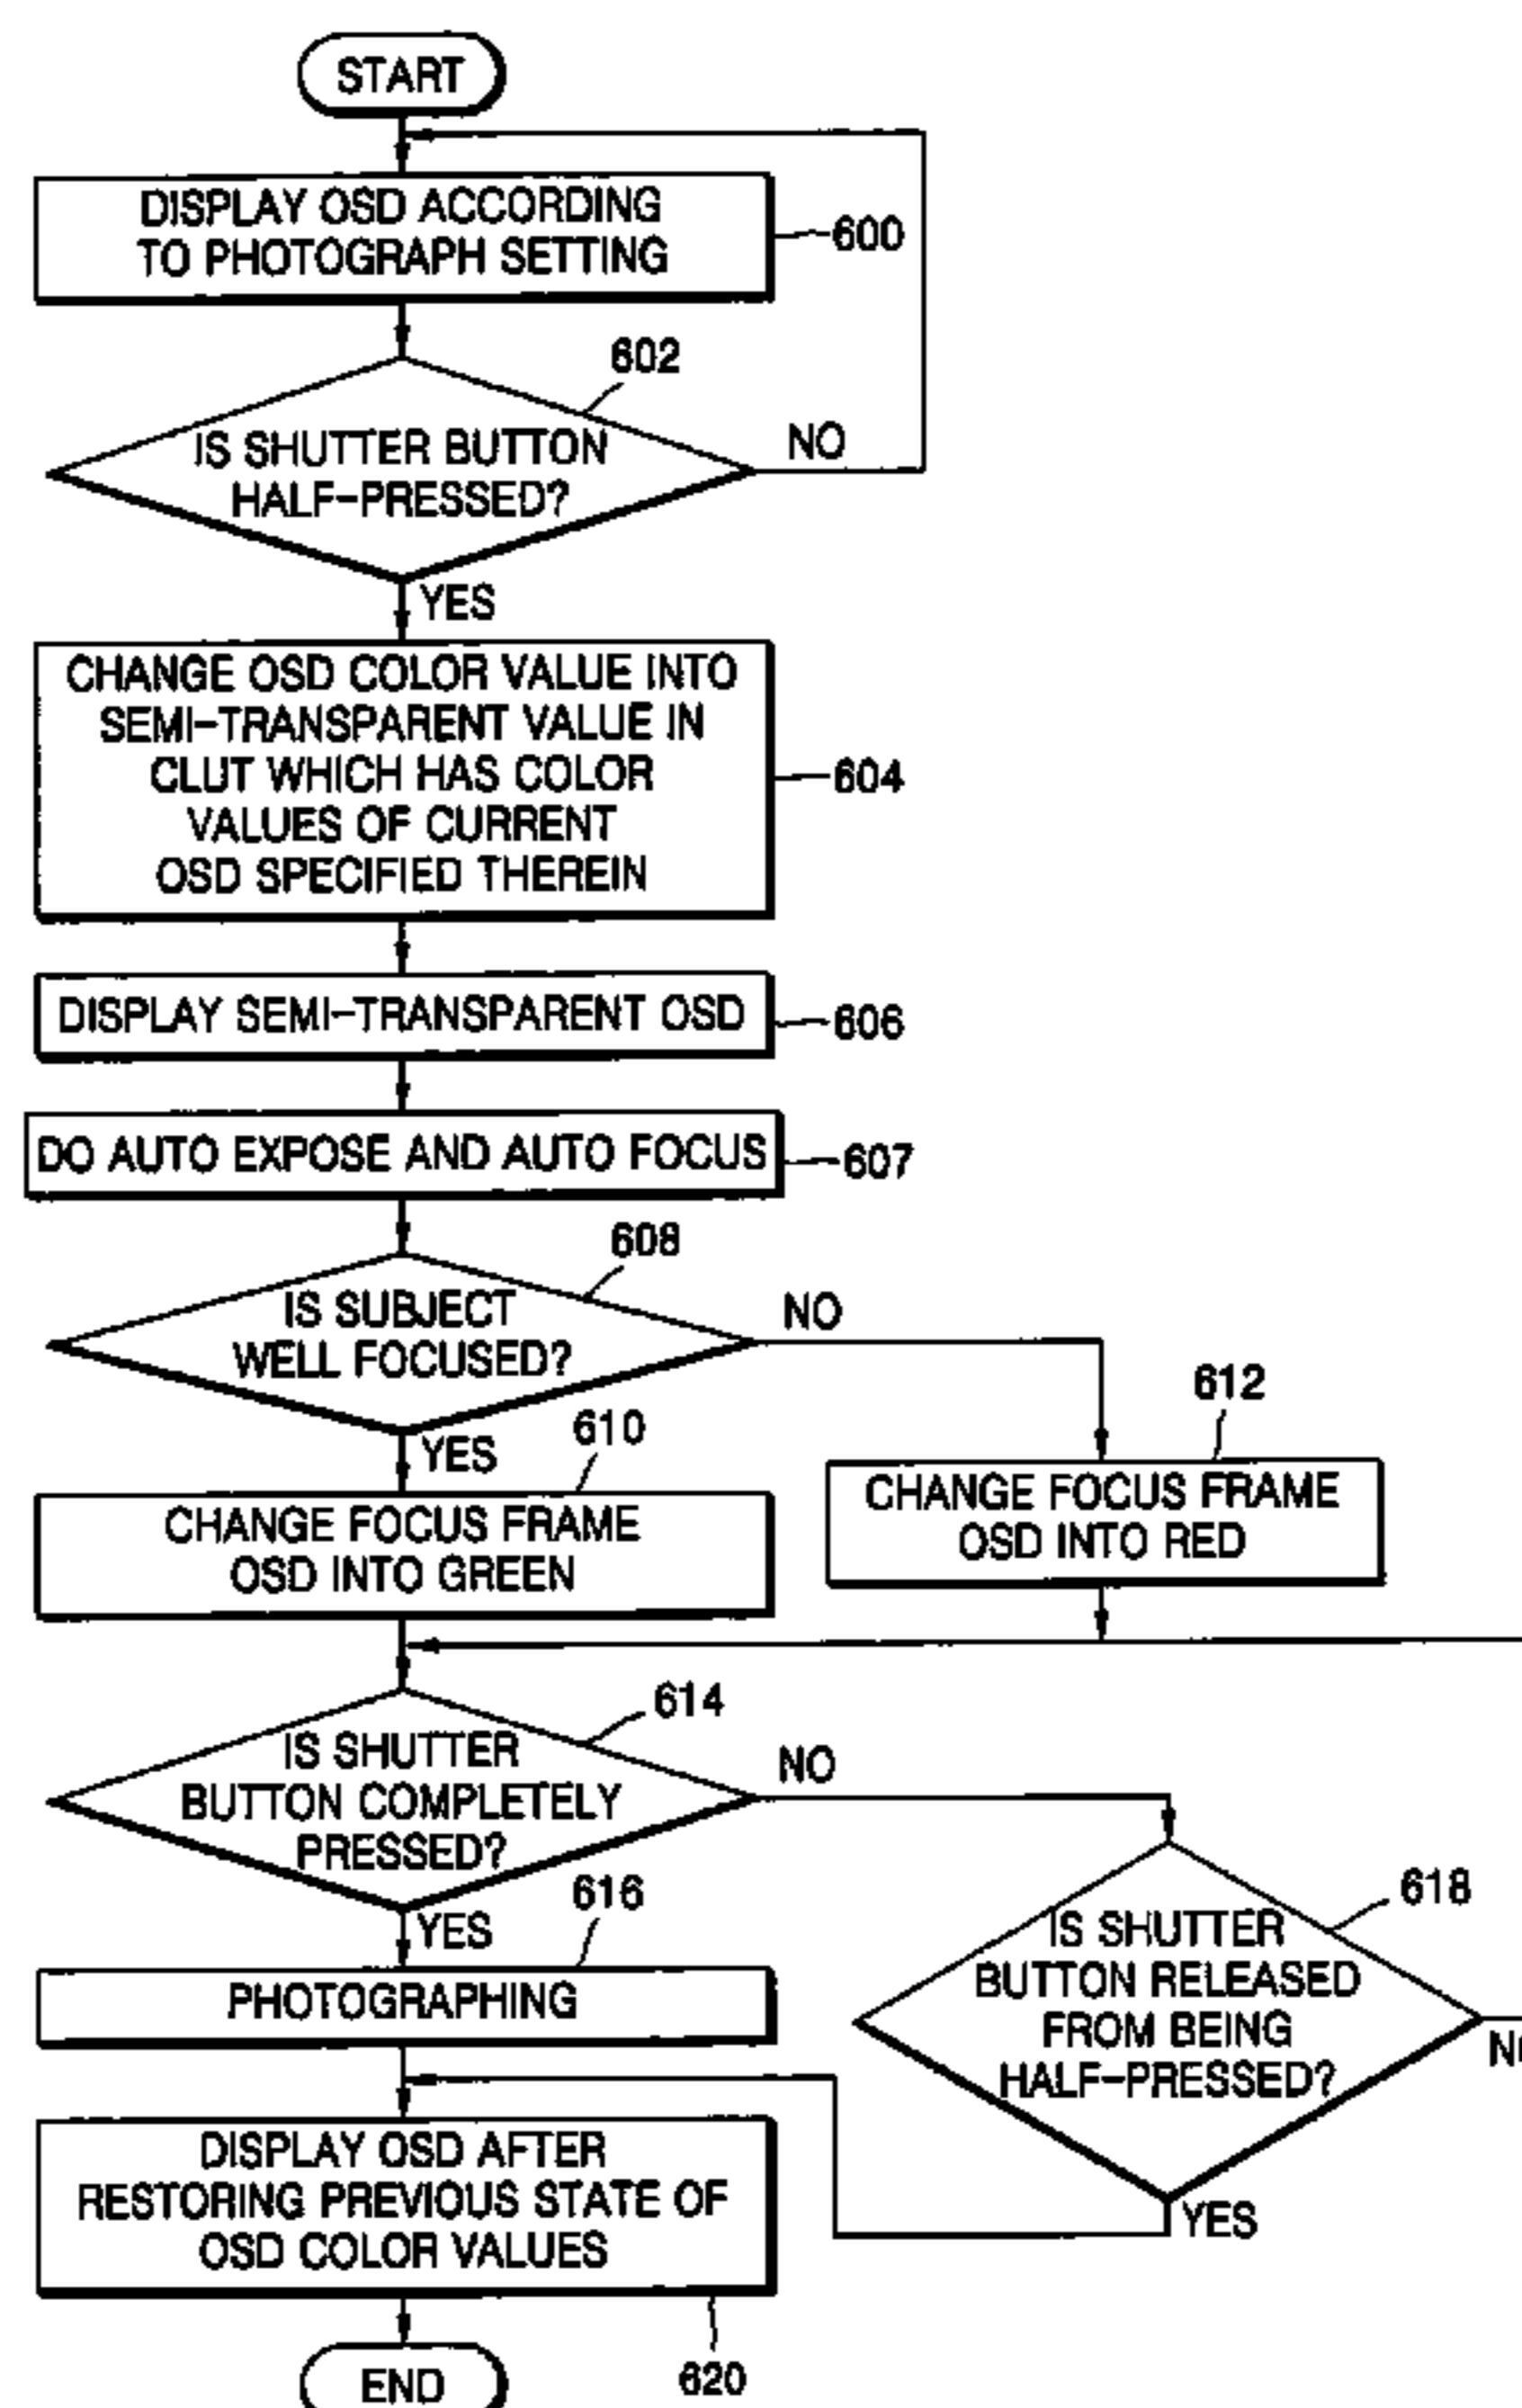 START
DISPLAY OSD ACCORDING
TO PHOTOGRAPH SETTING
600
602
IS SHUTTER BUTTON
HALF-PRESSED?
NO
YES
CHANGE OSD COLOR VALUE INTO
SEMI-TRANSPARENT VALUE IN
CLUT WHICH HAS COLOR
VALUES OF CURRENT
OSD SPECIFIED THEREIN
604
DISPLAY SEMI-TRANSPARENT OSD
606
DO AUTO EXPOSE AND AUTO FOCUS
607
608
IS SUBJECT
WELL FOCUSED?
NO
YES
610
612
CHANGE FOCUS FRAME
OSD INTO GREEN
CHANGE FOCUS FRAME
OSD INTO RED
614
IS SHUTTER
BUTTON COMPLETELY
PRESSED?
NO
YES
616
PHOTOGRAPHING
618
IS SHUTTER
BUTTON RELEASED
FROM BEING
HALF-PRESSED?
YES
DISPLAY OSD AFTER
RESTORING PREVIOUS STATE OF
OSD COLOR VALUES
620
END